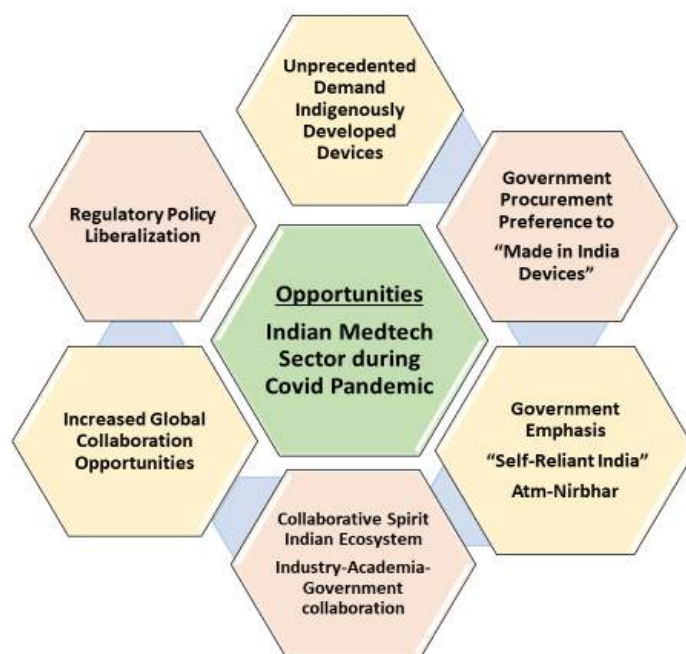 Unprecedented
Demand
Indigenously
Developed
Devices
Government
Procurement
Preference to
“Made in India
Devices”
Regulatory Policy
Liberalization
Opportunities
Indian Medtech
Sector during
Covid Pandemic
Government
Emphasis
“Self-Reliant India”
Atm-Nirbhar
Increased Global
Collaboration
Opportunities
Collaborative Spirit
Indian Ecosystem
Industry-Academia-
Government
collaboration